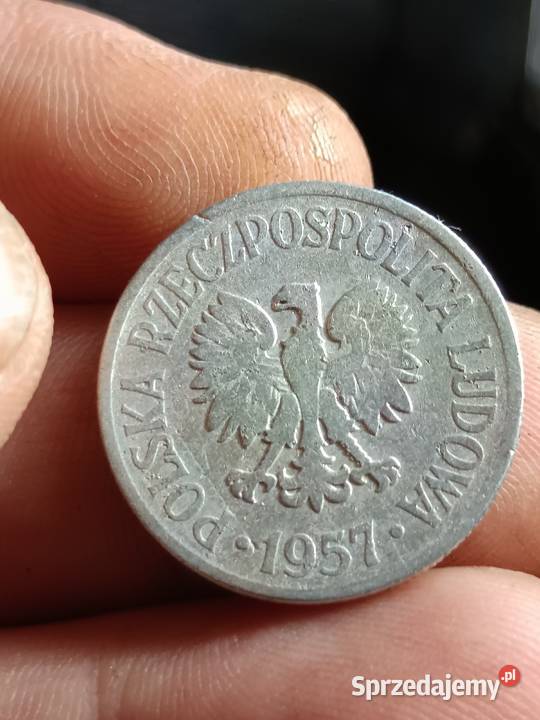 POLSKA RZECZPOSPOLITA LUDOWA
• 1957 •
Sprzedajemy.pl